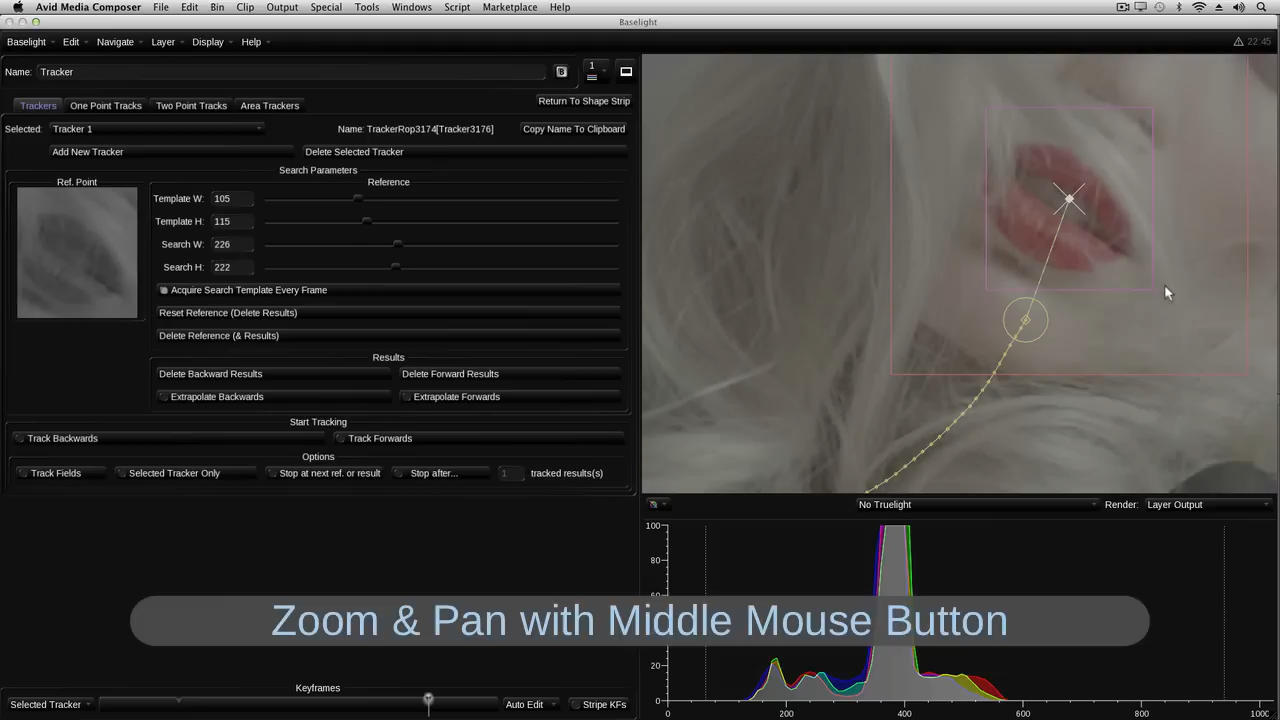 Avid Media Composer File Edit Bin Clip Output Special Tools Windows Script Marketplace Help
Baselight
Baselight Edit Navigate Layer Display Help 22:45
Name: Tracker B 1
Trackers One Point Tracks Two Point Tracks Area Trackers Return To Shape Strip
Selected: Tracker 1 Name: TrackerRop3174[Tracker3176] Copy Name To Clipboard
Add New Tracker Delete Selected Tracker
Search Parameters
Ref. Point Reference
Template W: 105
Template H: 115
Search W: 226
Search H: 222
Acquire Search Template Every Frame
Reset Reference (Delete Results)
Delete Reference (& Results)
Results
Delete Backward Results Delete Forward Results
Extrapolate Backwards Extrapolate Forwards
Start Tracking
Track Backwards Track Forwards
Options
Track Fields Selected Tracker Only Stop at next ref. or result Stop after... 1 tracked results(s)
No Truelight Render: Layer Output
100
80
Zoom & Pan with Middle Mouse Button
20
0
0 200 400 600 800 1000
Keyframes
Selected Tracker Auto Edit Stripe KFs